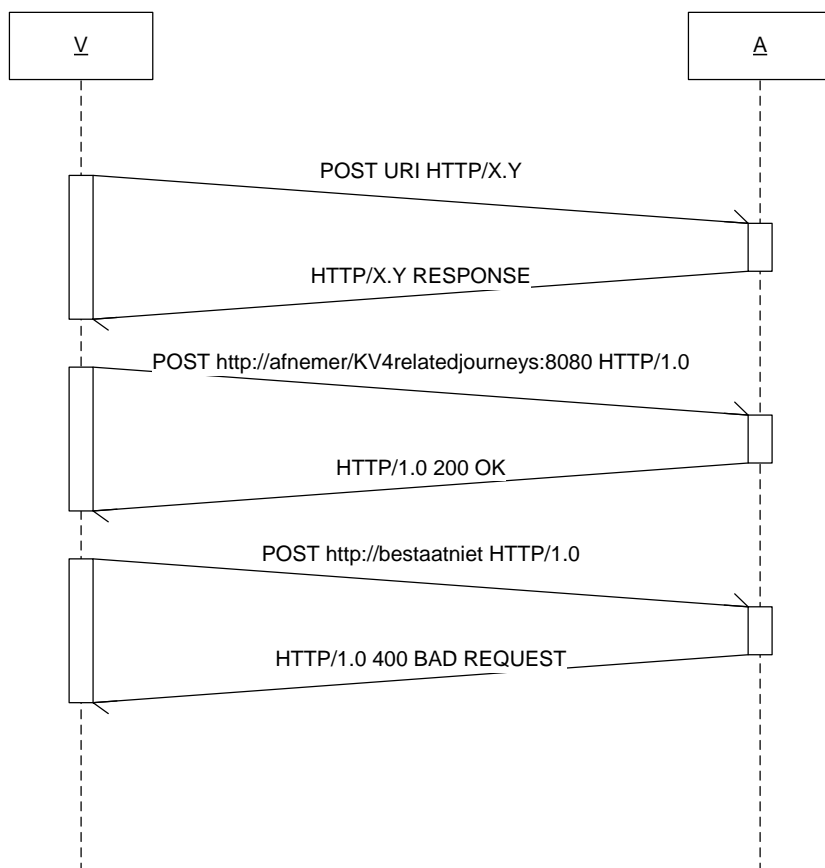 V
A
POST URI HTTP/X.Y
HTTP/X.Y RESPONSE
POST http://afnemer/KV4relatedjourneys:8080 HTTP/1.0
HTTP/1.0 200 OK
POST http://bestaatniet HTTP/1.0
HTTP/1.0 400 BAD REQUEST